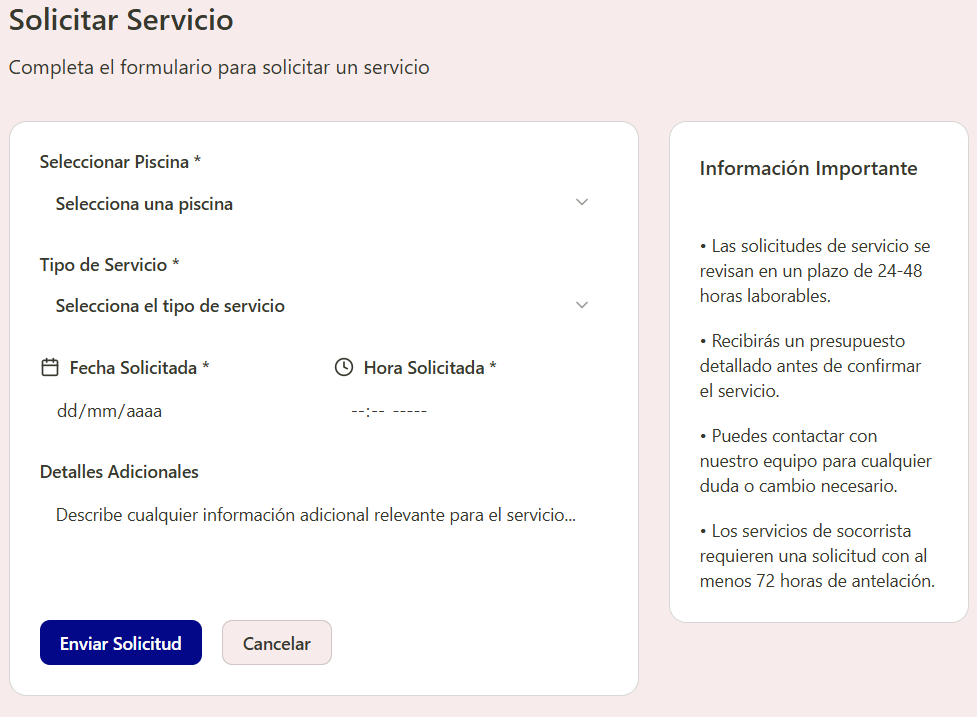 Solicitar Servicio
Completa el formulario para solicitar un servicio
Seleccionar Piscina *
Selecciona una piscina
Tipo de Servicio *
Selecciona el tipo de servicio
Fecha Solicitada *
Hora Solicitada *
dd/mm/aaaa
--:-- -----
Detalles Adicionales
Describe cualquier información adicional relevante para el servicio...
Enviar Solicitud
Cancelar
Información Importante
• Las solicitudes de servicio se
revisan en un plazo de 24-48
horas laborables.
• Recibirás un presupuesto
detallado antes de confirmar
el servicio.
• Puedes contactar con
nuestro equipo para cualquier
duda o cambio necesario.
• Los servicios de socorrista
requieren una solicitud con al
menos 72 horas de antelación.